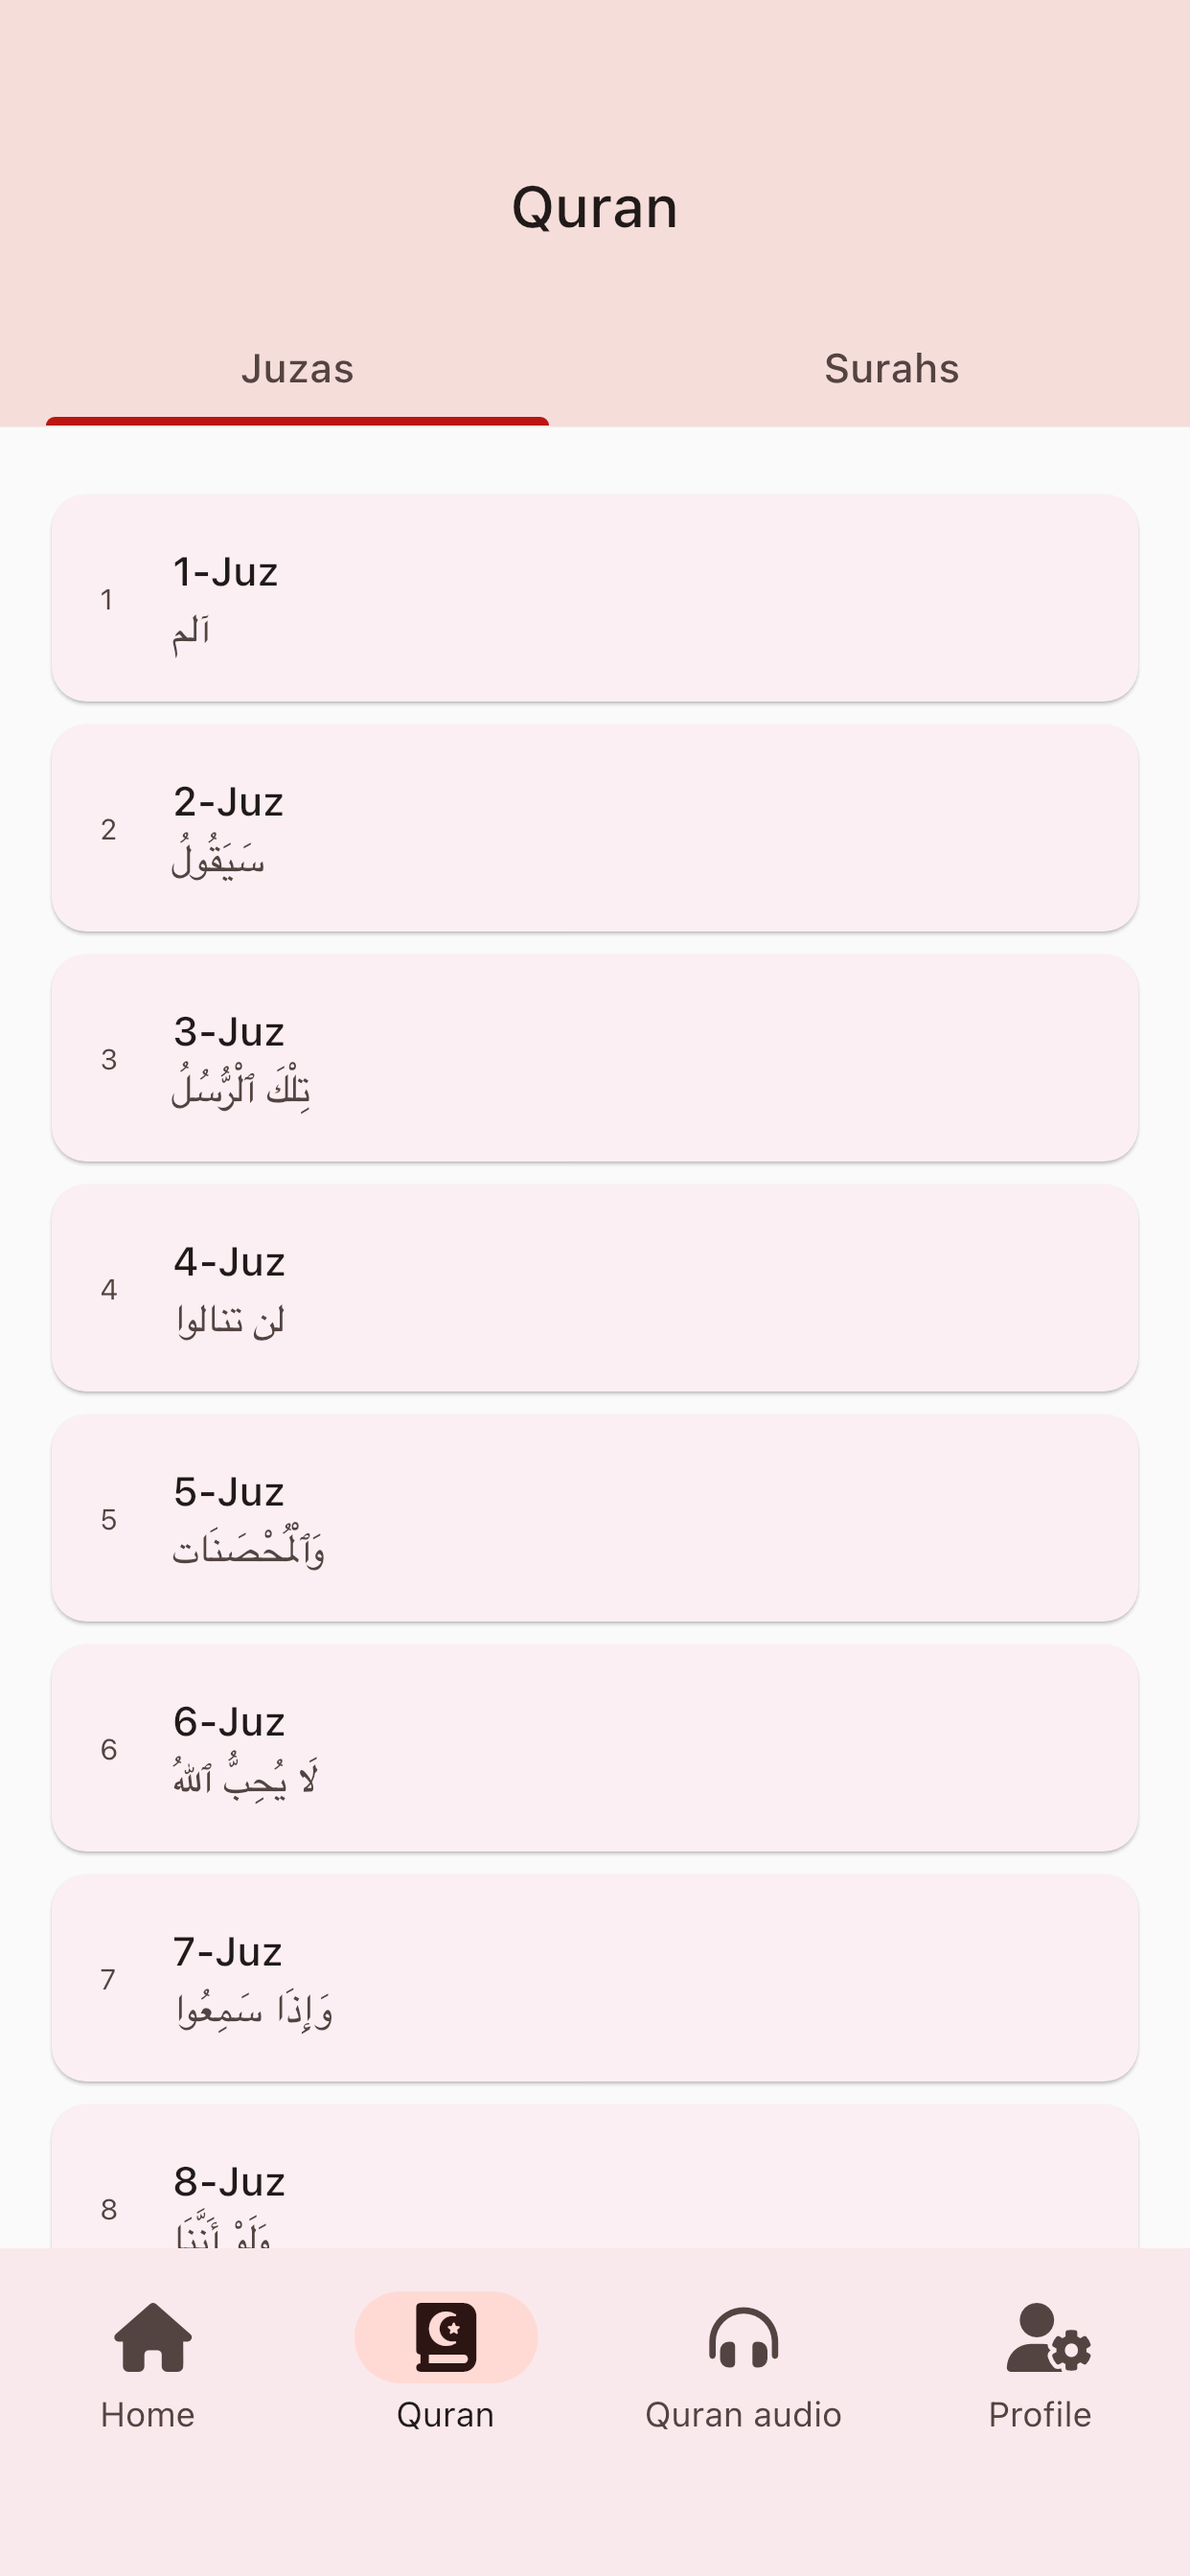 Quran
Juzas
Surahs
1
1-Juz
آلم
2
2-Juz
سَيَقُولُ
3
3-Juz
تِلْكَ ٱلْرُّسُلُ
4
4-Juz
لن تنالوا
5
5-Juz
وَٱلْمُحْصَنَات
6
6-Juz
لَا يُحِبُّ ٱللهُ
7
7-Juz
وَإِذَا سَمِعُوا
8
8-Juz
وَلَوْ أَنَّنَا
Home
Quran
Quran audio
Profile